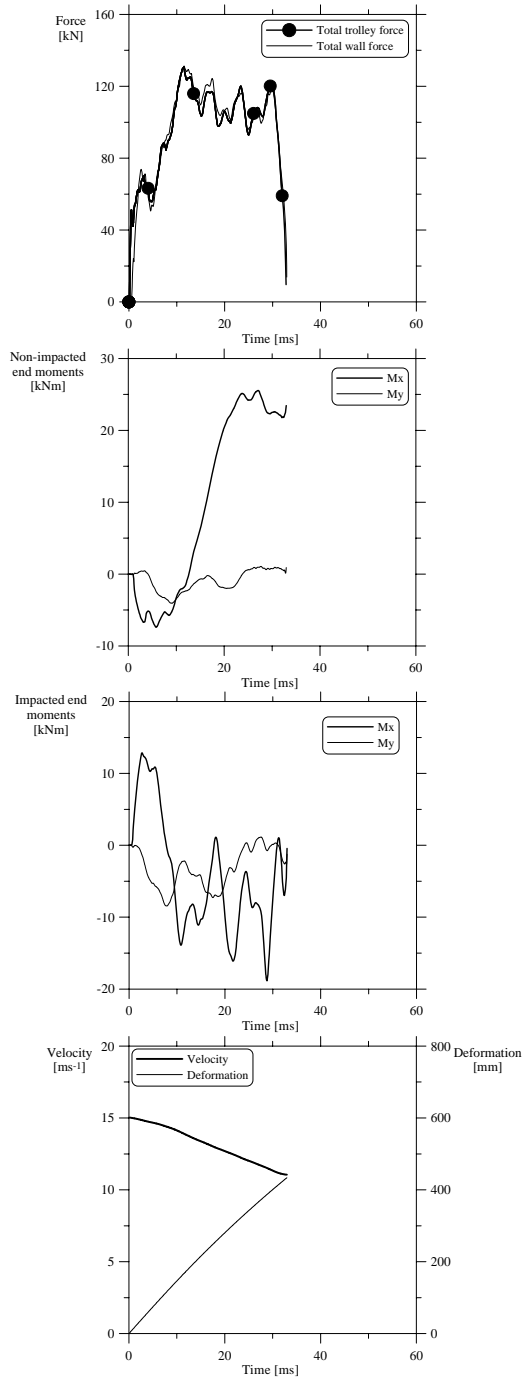 Force
[kN]
160
120
80
40
0
Total trolley force
Total wall force
0
20
40
60
Time [ms]
Non-impacted
end moments
[kNm]
30
20
10
0
-10
Mx
My
0
20
40
60
Time [ms]
Impacted end
moments
[kNm]
20
10
0
-10
-20
Mx
My
0
20
40
60
Time [ms]
Velocity
[ms-1]
20
15
10
5
0
Velocity
Deformation
800
600
400
200
0
Deformation
[mm]
0
20
40
60
Time [ms]